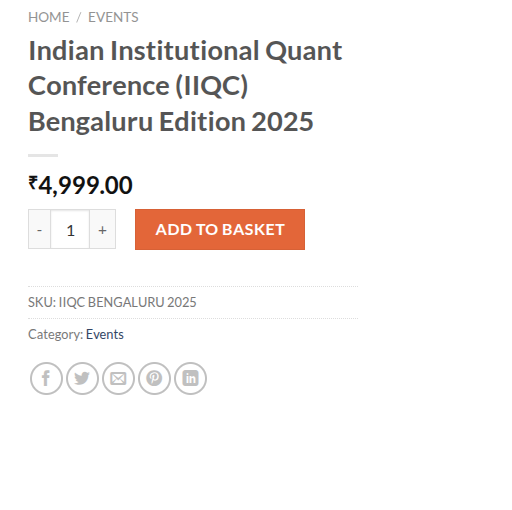 HOME / EVENTS
Indian Institutional Quant
Conference (IIQC)
Bengaluru Edition 2025
₹4,999.00
- 1 + ADD TO BASKET
SKU: IIQC BENGALURU 2025
Category: Events